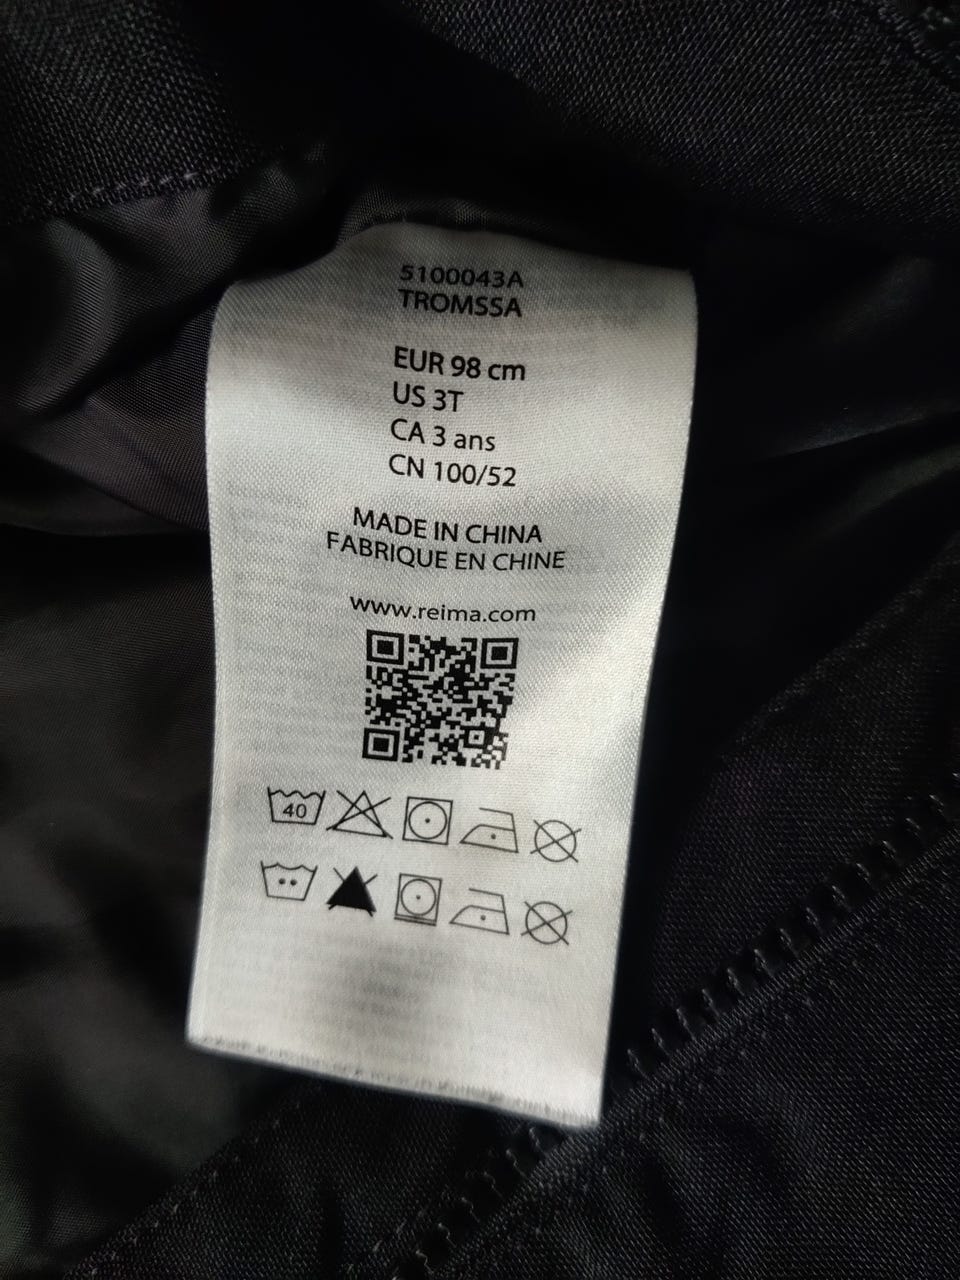 5100043A
TROMSSA
EUR 98 cm
US 3T
CA 3 ans
CN 100/52
MADE IN CHINA
FABRIQUE EN CHINE
www.reima.com
40